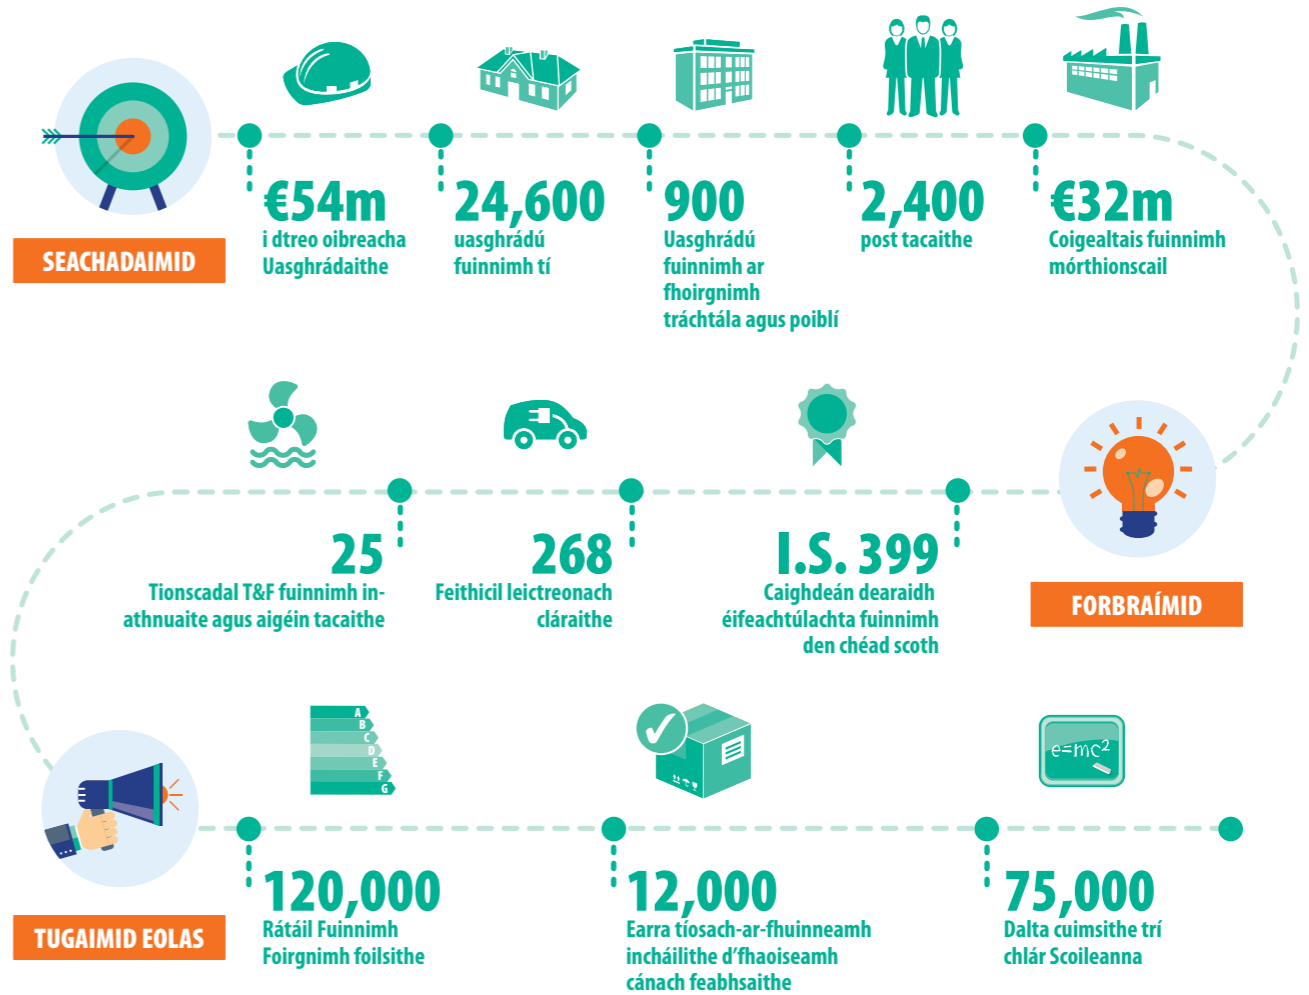 SEACHADAIMID
€54m
i dtreo oibreacha
Uasghrádaithe
24,600
uasghrádú
fuinnimh tí
900
Uasghrádú
fuinnimh ar
fhoirgnimh
tráchtála agus poiblí
2,400
post tacaithe
€32m
Coigealtais fuinnimh
mórthionscail
FORBRAÍMID
I.S. 399
Caighdeán dearaidh
éifeachtúlachta fuinnimh
den chéad scoth
268
Feithicil leictreonach
cláraithe
25
Tionscadal T&F fuinnimh in-
athnuaite agus aigéin tacaithe
TUGAIMID EOLAS
A
B
C
D
E
F
G
120,000
Rátáil Fuinnimh
Foirgnimh foilsithe
12,000
Earra tíosach-ar-fhuinneamh
incháilithe d'fhaoiseamh
cánach feabhsaithe
e=mc²
75,000
Dalta cuimsithe trí
chlár Scoileanna